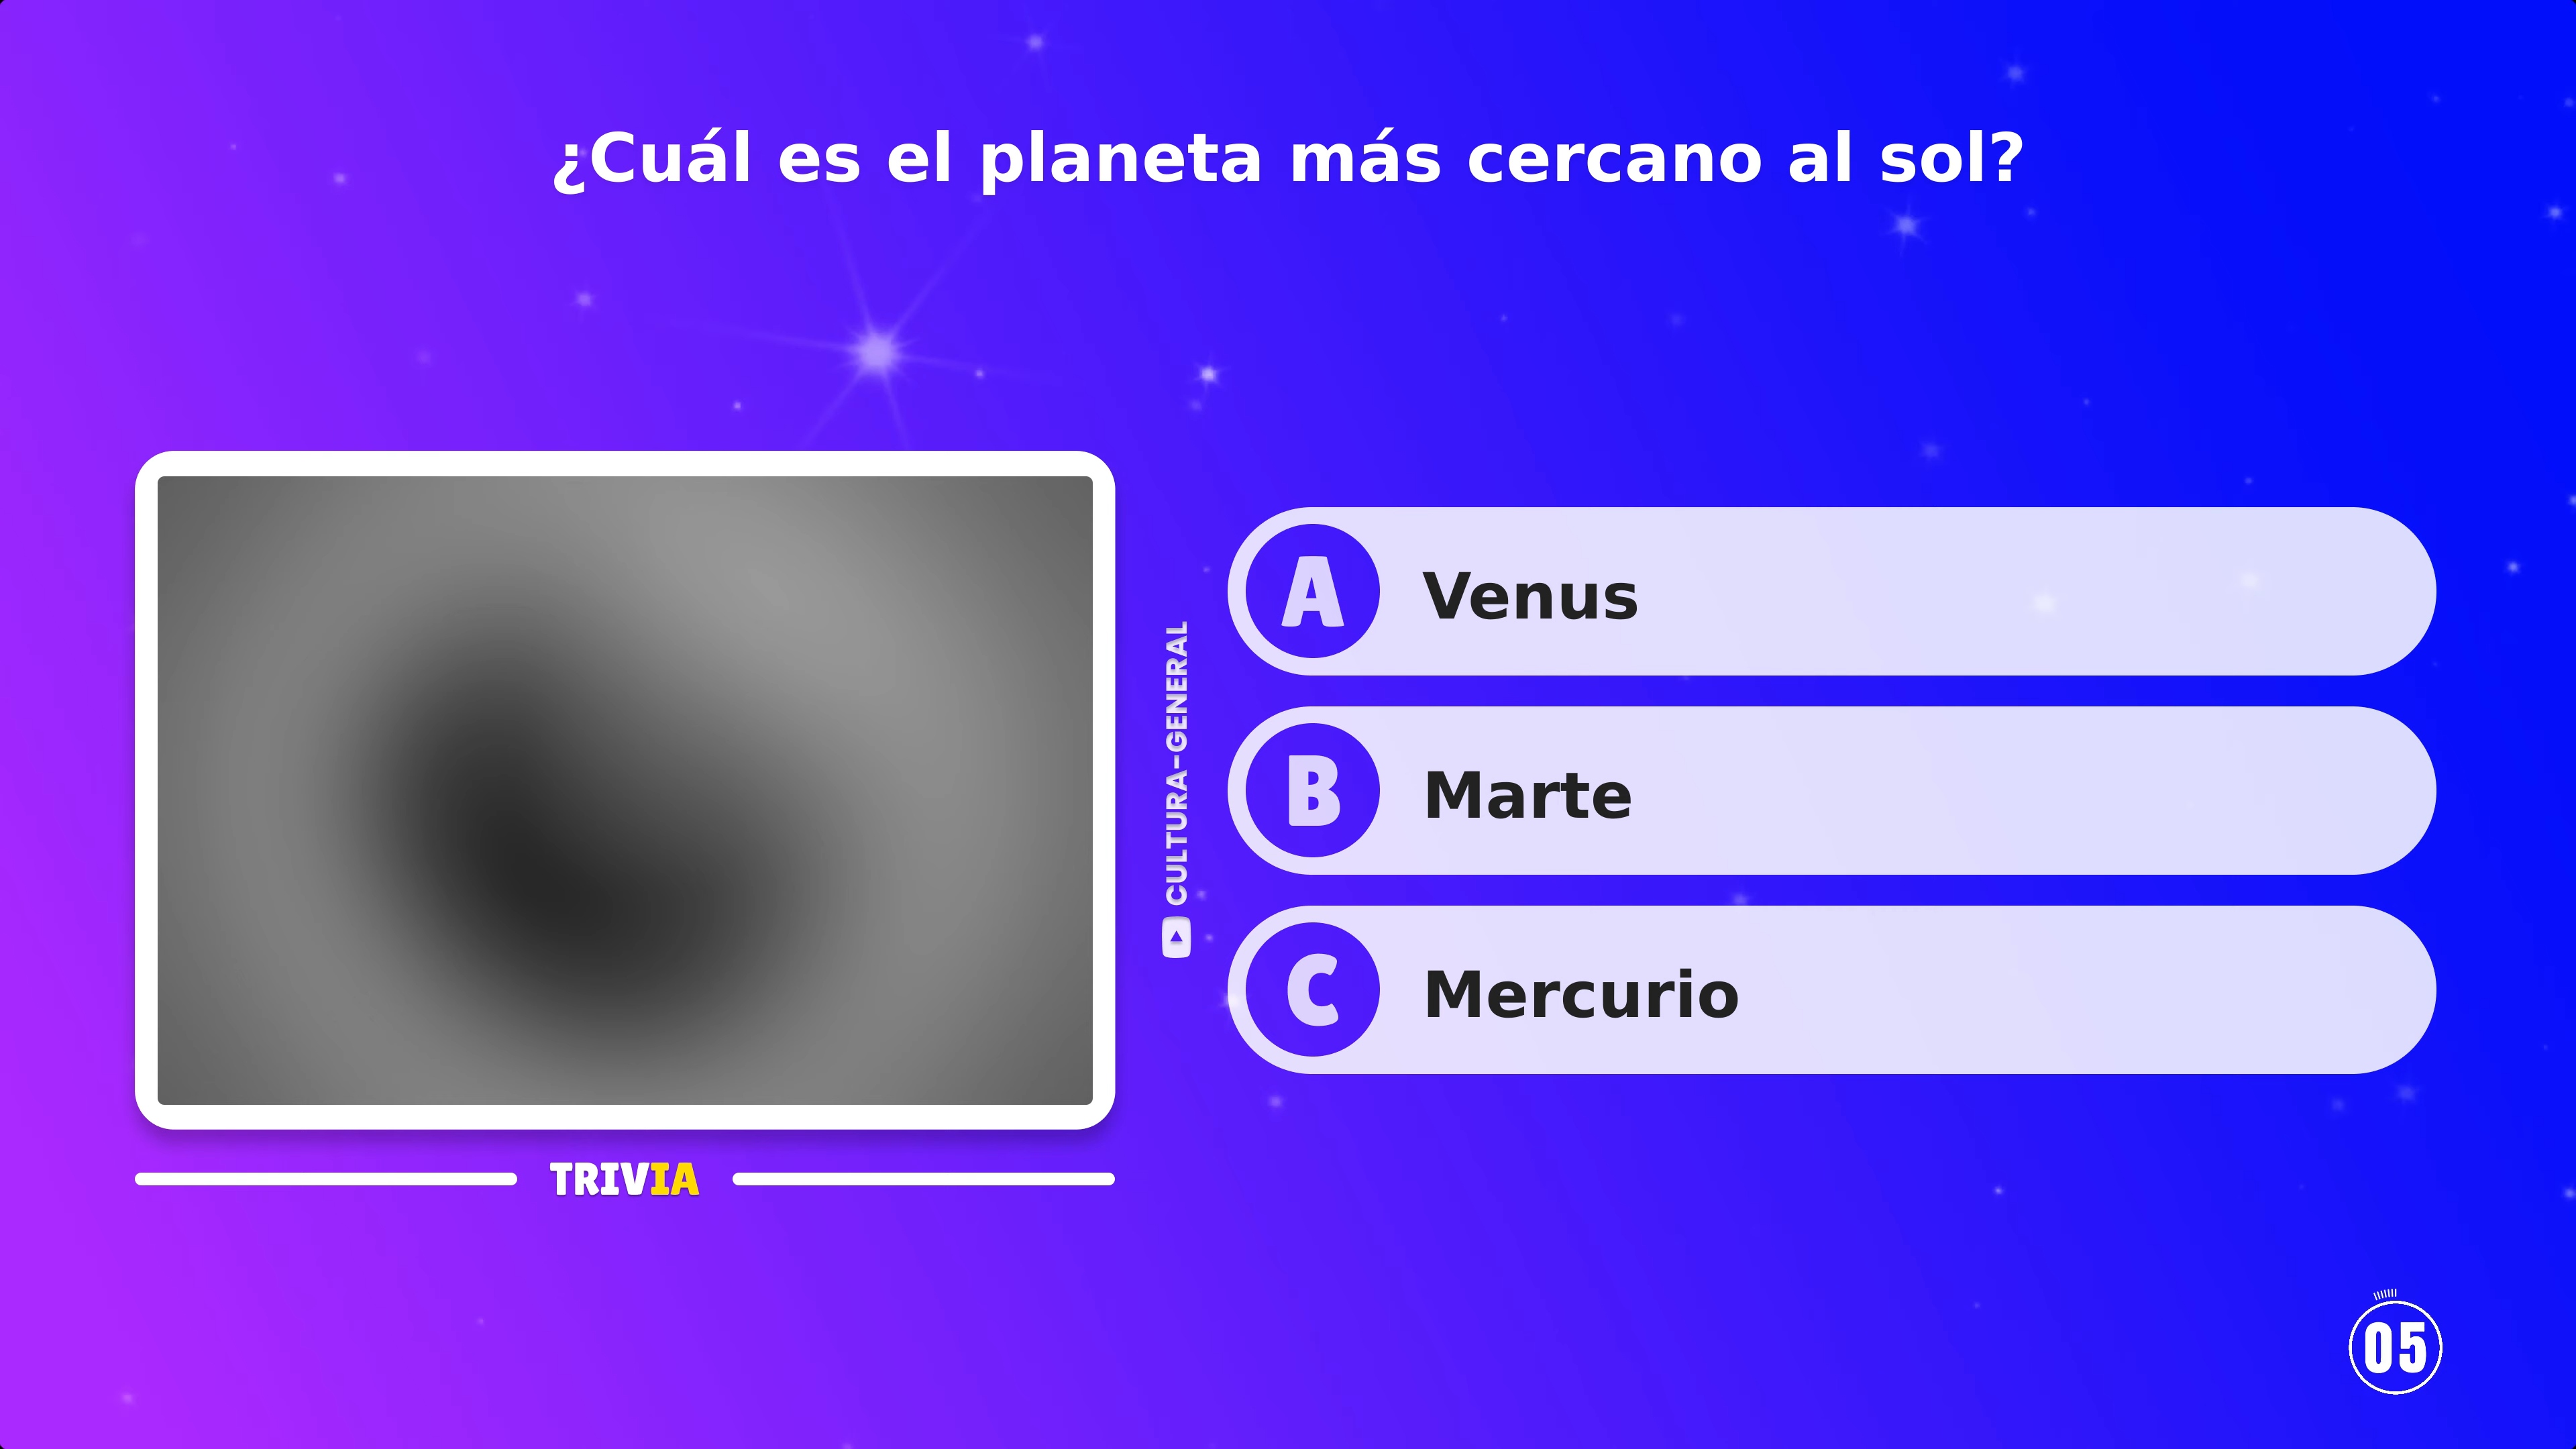 ¿Cuál es el planeta más cercano al sol?
CULTURA-GENERAL
A Venus
B Marte
C Mercurio
TRIVIA
05